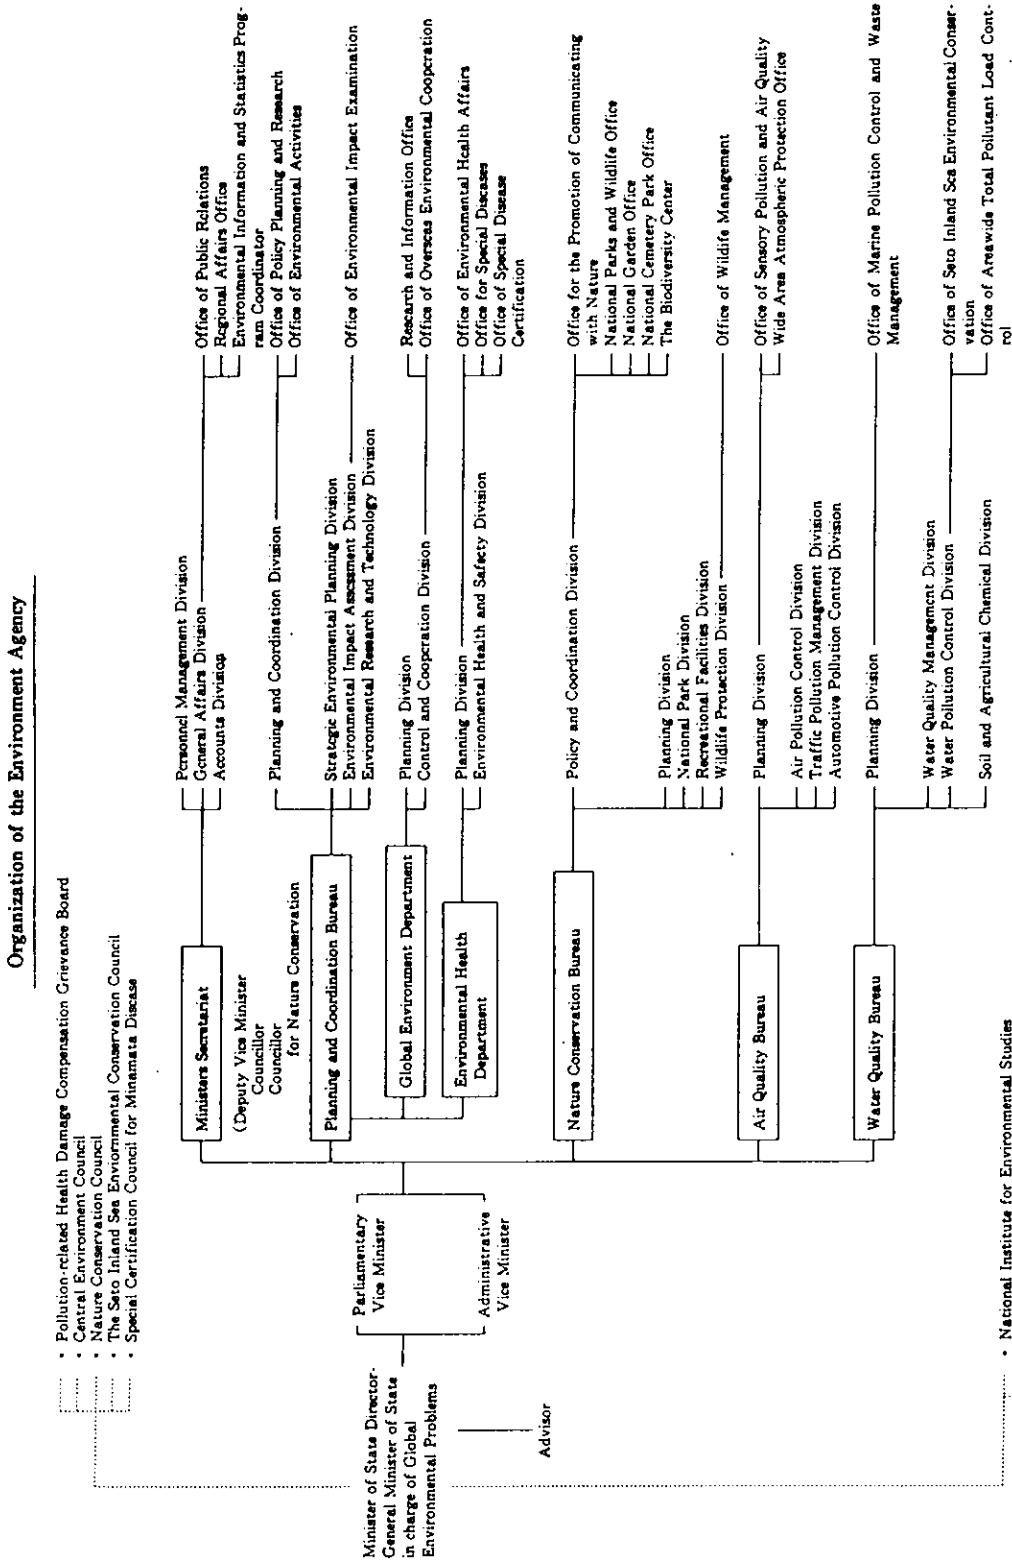 Organization of the Environment Agency
· Pollution-related Health Damage Compensation Grievance Board
· Central Environment Council
· Nature Conservation Council
· The Seto Inland Sea Enviornmental Conservation Council
· Special Certification Council for Minamata Disease
Minister of State Director-
General Minister of State
in charge of Global
Environmental Problems
Advisor
Parliamentary
Vice Minister
Administrative
Vice Minister
Ministers Secretariat
(Deputy Vice Minister
Councillor
Councillor
for Nature Conservation
Personnel Management Division
General Affairs Division
Accounts Division
Office of Public Relations
Regional Affairs Office
Environmental Information and Statistics Prog-
ram Coordinator
Planning and Coordination Bureau
Planning and Coordination Division
Office of Policy Planning and Research
Office of Environmental Activities
Strategic Environmental Planning Division
Environmental Impact Assessment Division
Office of Environmental Impact Examination
Environmental Research and Technology Division
Global Environment Department
Planning Division
Control and Cooperation Division
Research and Information Office
Office of Overseas Environmental Cooperation
Environmental Health
Department
Planning Division
Environmental Health and Safety Division
Office of Environmental Health Affairs
Office for Special Diseases
Office of Special Disease
Certification
Nature Conservation Bureau
Policy and Coordination Division
Office for the Promotion of Communicating
with Nature
National Parks and Wildlife Office
National Garden Office
National Cemetery Park Office
The Biodiversity Center
Planning Division
National Park Division
Recreational Facilities Division
Wildlife Protection Division
Office of Wildlife Management
Air Quality Bureau
Planning Division
Office of Sensory Pollution and Air Quality
Wide Area Atmospheric Protection Office
Air Pollution Control Division
Traffic Pollution Management Division
Automotive Pollution Control Division
Water Quality Bureau
Planning Division
Office of Marine Pollution Control and Waste
Management
Water Quality Management Division
Water Pollution Control Division
Office of Seto Inland Sea Environmental Conser-
vation
Office of Areawide Total Pollutant Load Cont-
rol
Soil and Agricultural Chemical Division
· National Institute for Environmental Studies